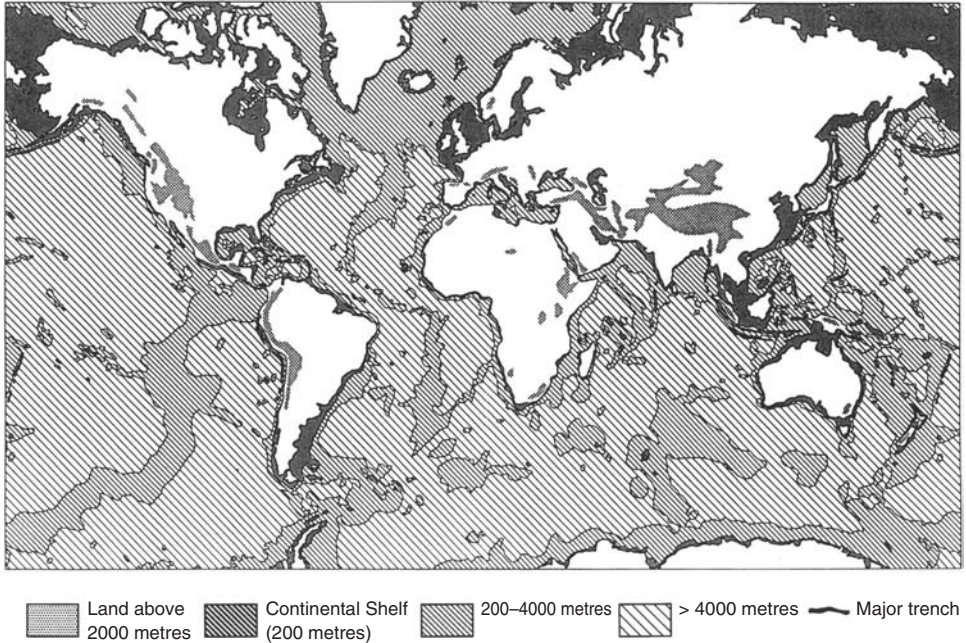 Land above
2000 metres
Continental Shelf
(200 metres)
200–4000 metres
> 4000 metres
Major trench